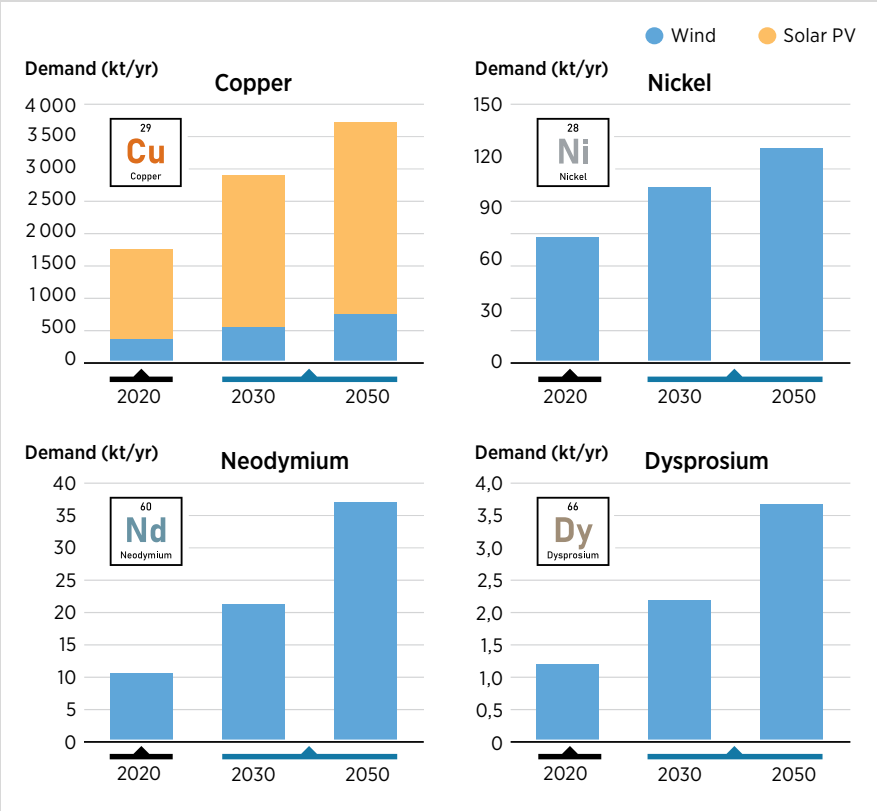 Wind Solar PV
Demand (kt/yr)
Copper
4 000
3 500
3 000
2 500
2 000
1 500
1 000
500
0
29
Cu
Copper
2020 2030 2050
Demand (kt/yr)
Nickel
150
120
90
60
30
0
28
Ni
Nickel
2020 2030 2050
Demand (kt/yr)
Neodymium
40
35
30
25
20
15
10
5
0
60
Nd
Neodymium
2020 2030 2050
Demand (kt/yr)
Dysprosium
4,0
3,5
3,0
2,5
2,0
1,5
1,0
0,5
0
66
Dy
Dysprosium
2020 2030 2050